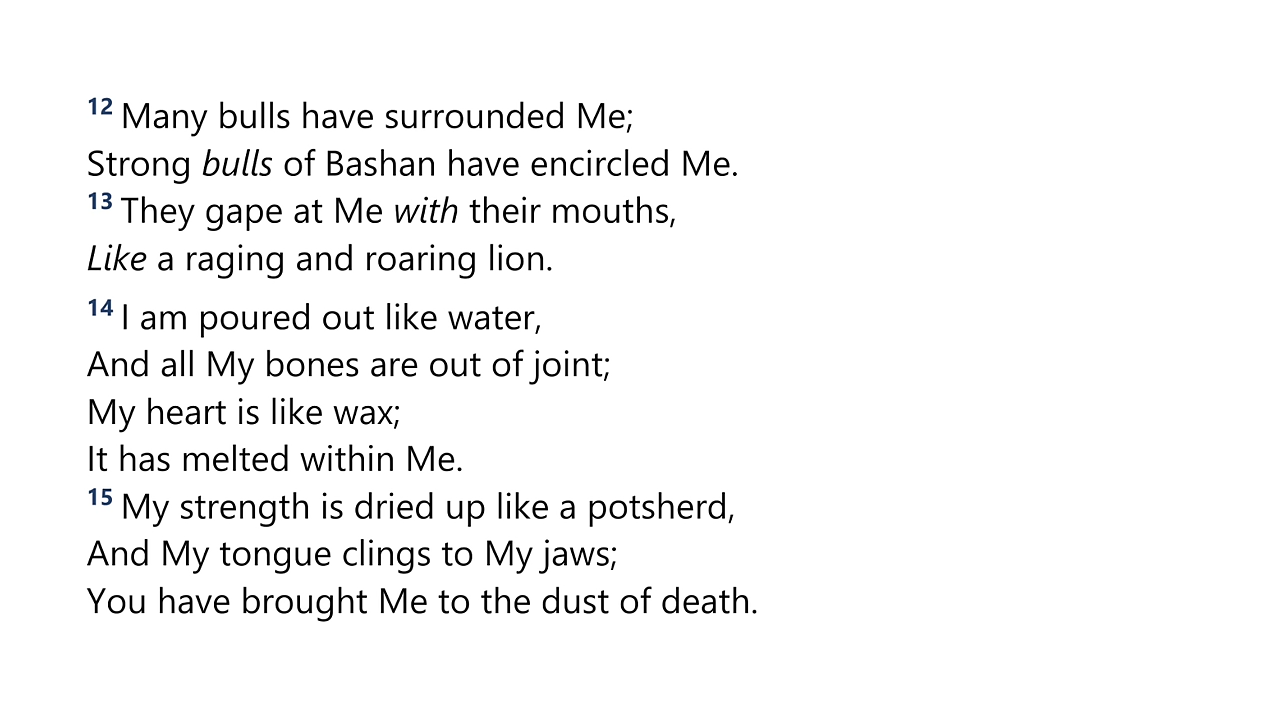 12 Many bulls have surrounded Me;
Strong bulls of Bashan have encircled Me.
13 They gape at Me with their mouths,
Like a raging and roaring lion.
14 I am poured out like water,
And all My bones are out of joint;
My heart is like wax;
It has melted within Me.
15 My strength is dried up like a potsherd,
And My tongue clings to My jaws;
You have brought Me to the dust of death.